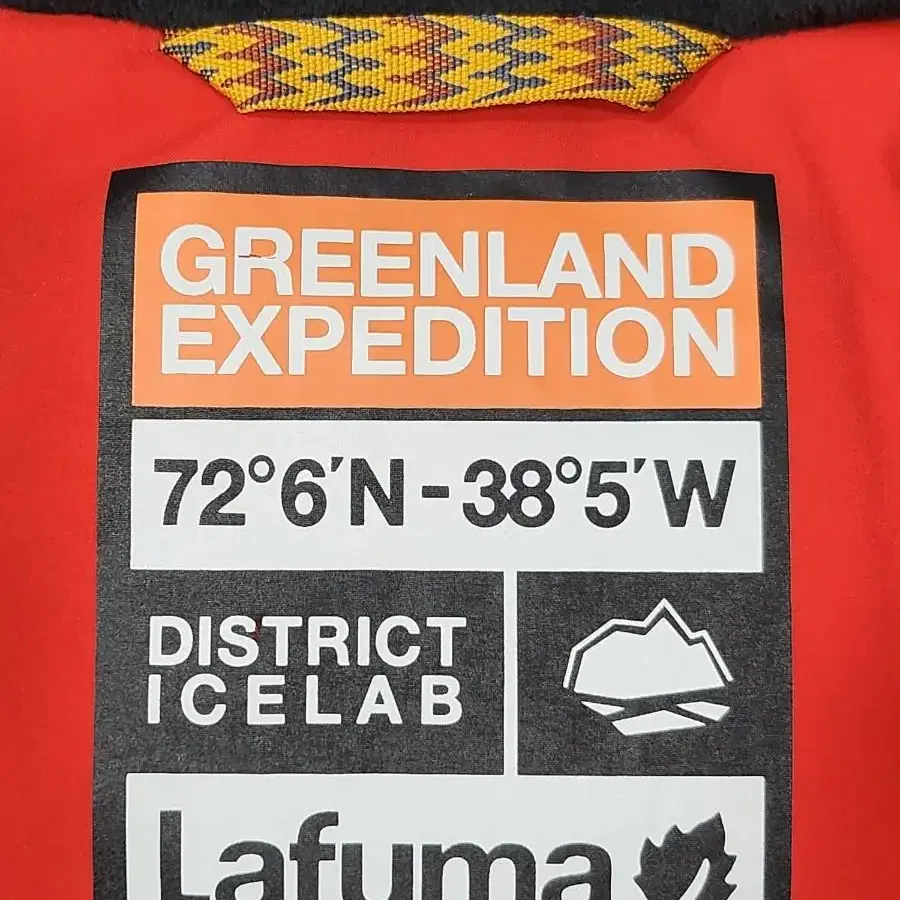 GREENLAND
EXPEDITION
72°6'N-38°5'W
DISTRICT
ICELAB
Lafuma